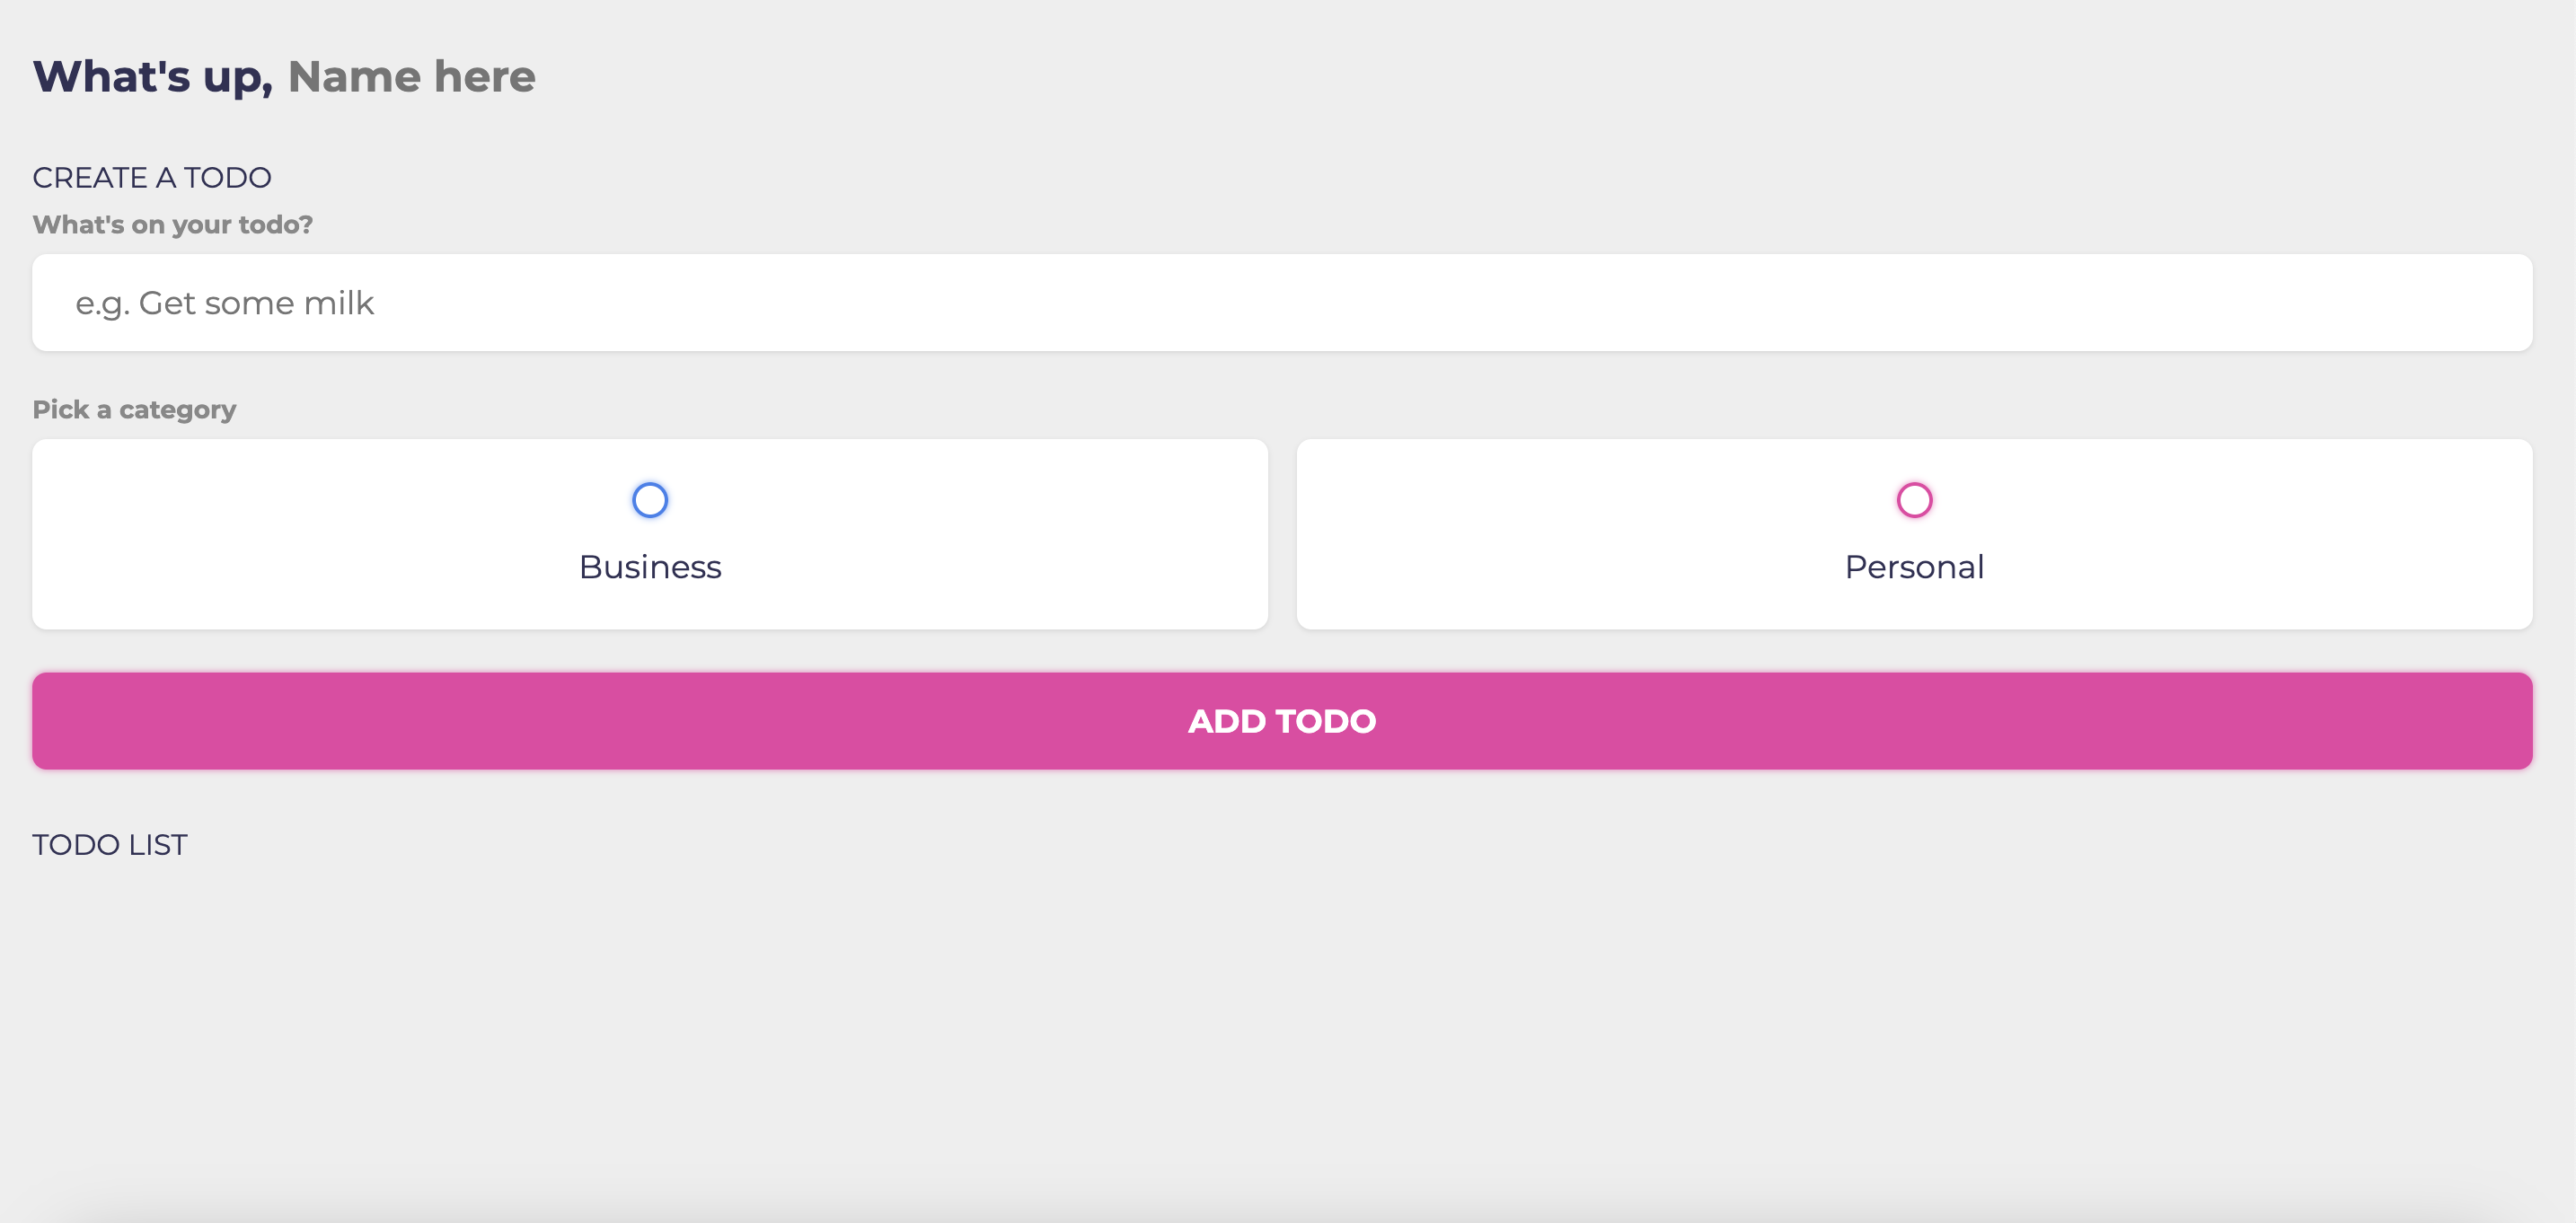 What's up, Name here
CREATE A TODO
What's on your todo?
e.g. Get some milk
Pick a category
Business
Personal
ADD TODO
TODO LIST